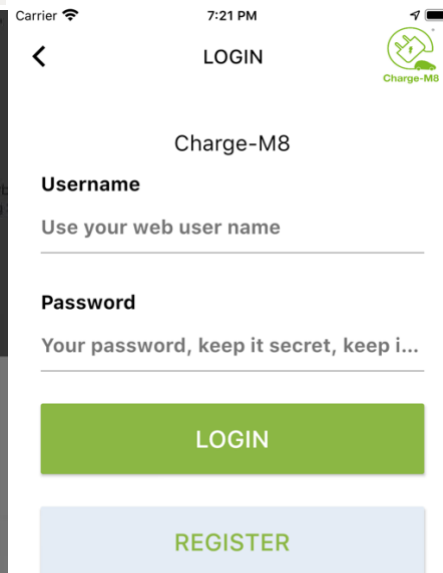 Carrier 7:21 PM
LOGIN
Charge-M8
Charge-M8
Username
Use your web user name
Password
Your password, keep it secret, keep i...
LOGIN
REGISTER